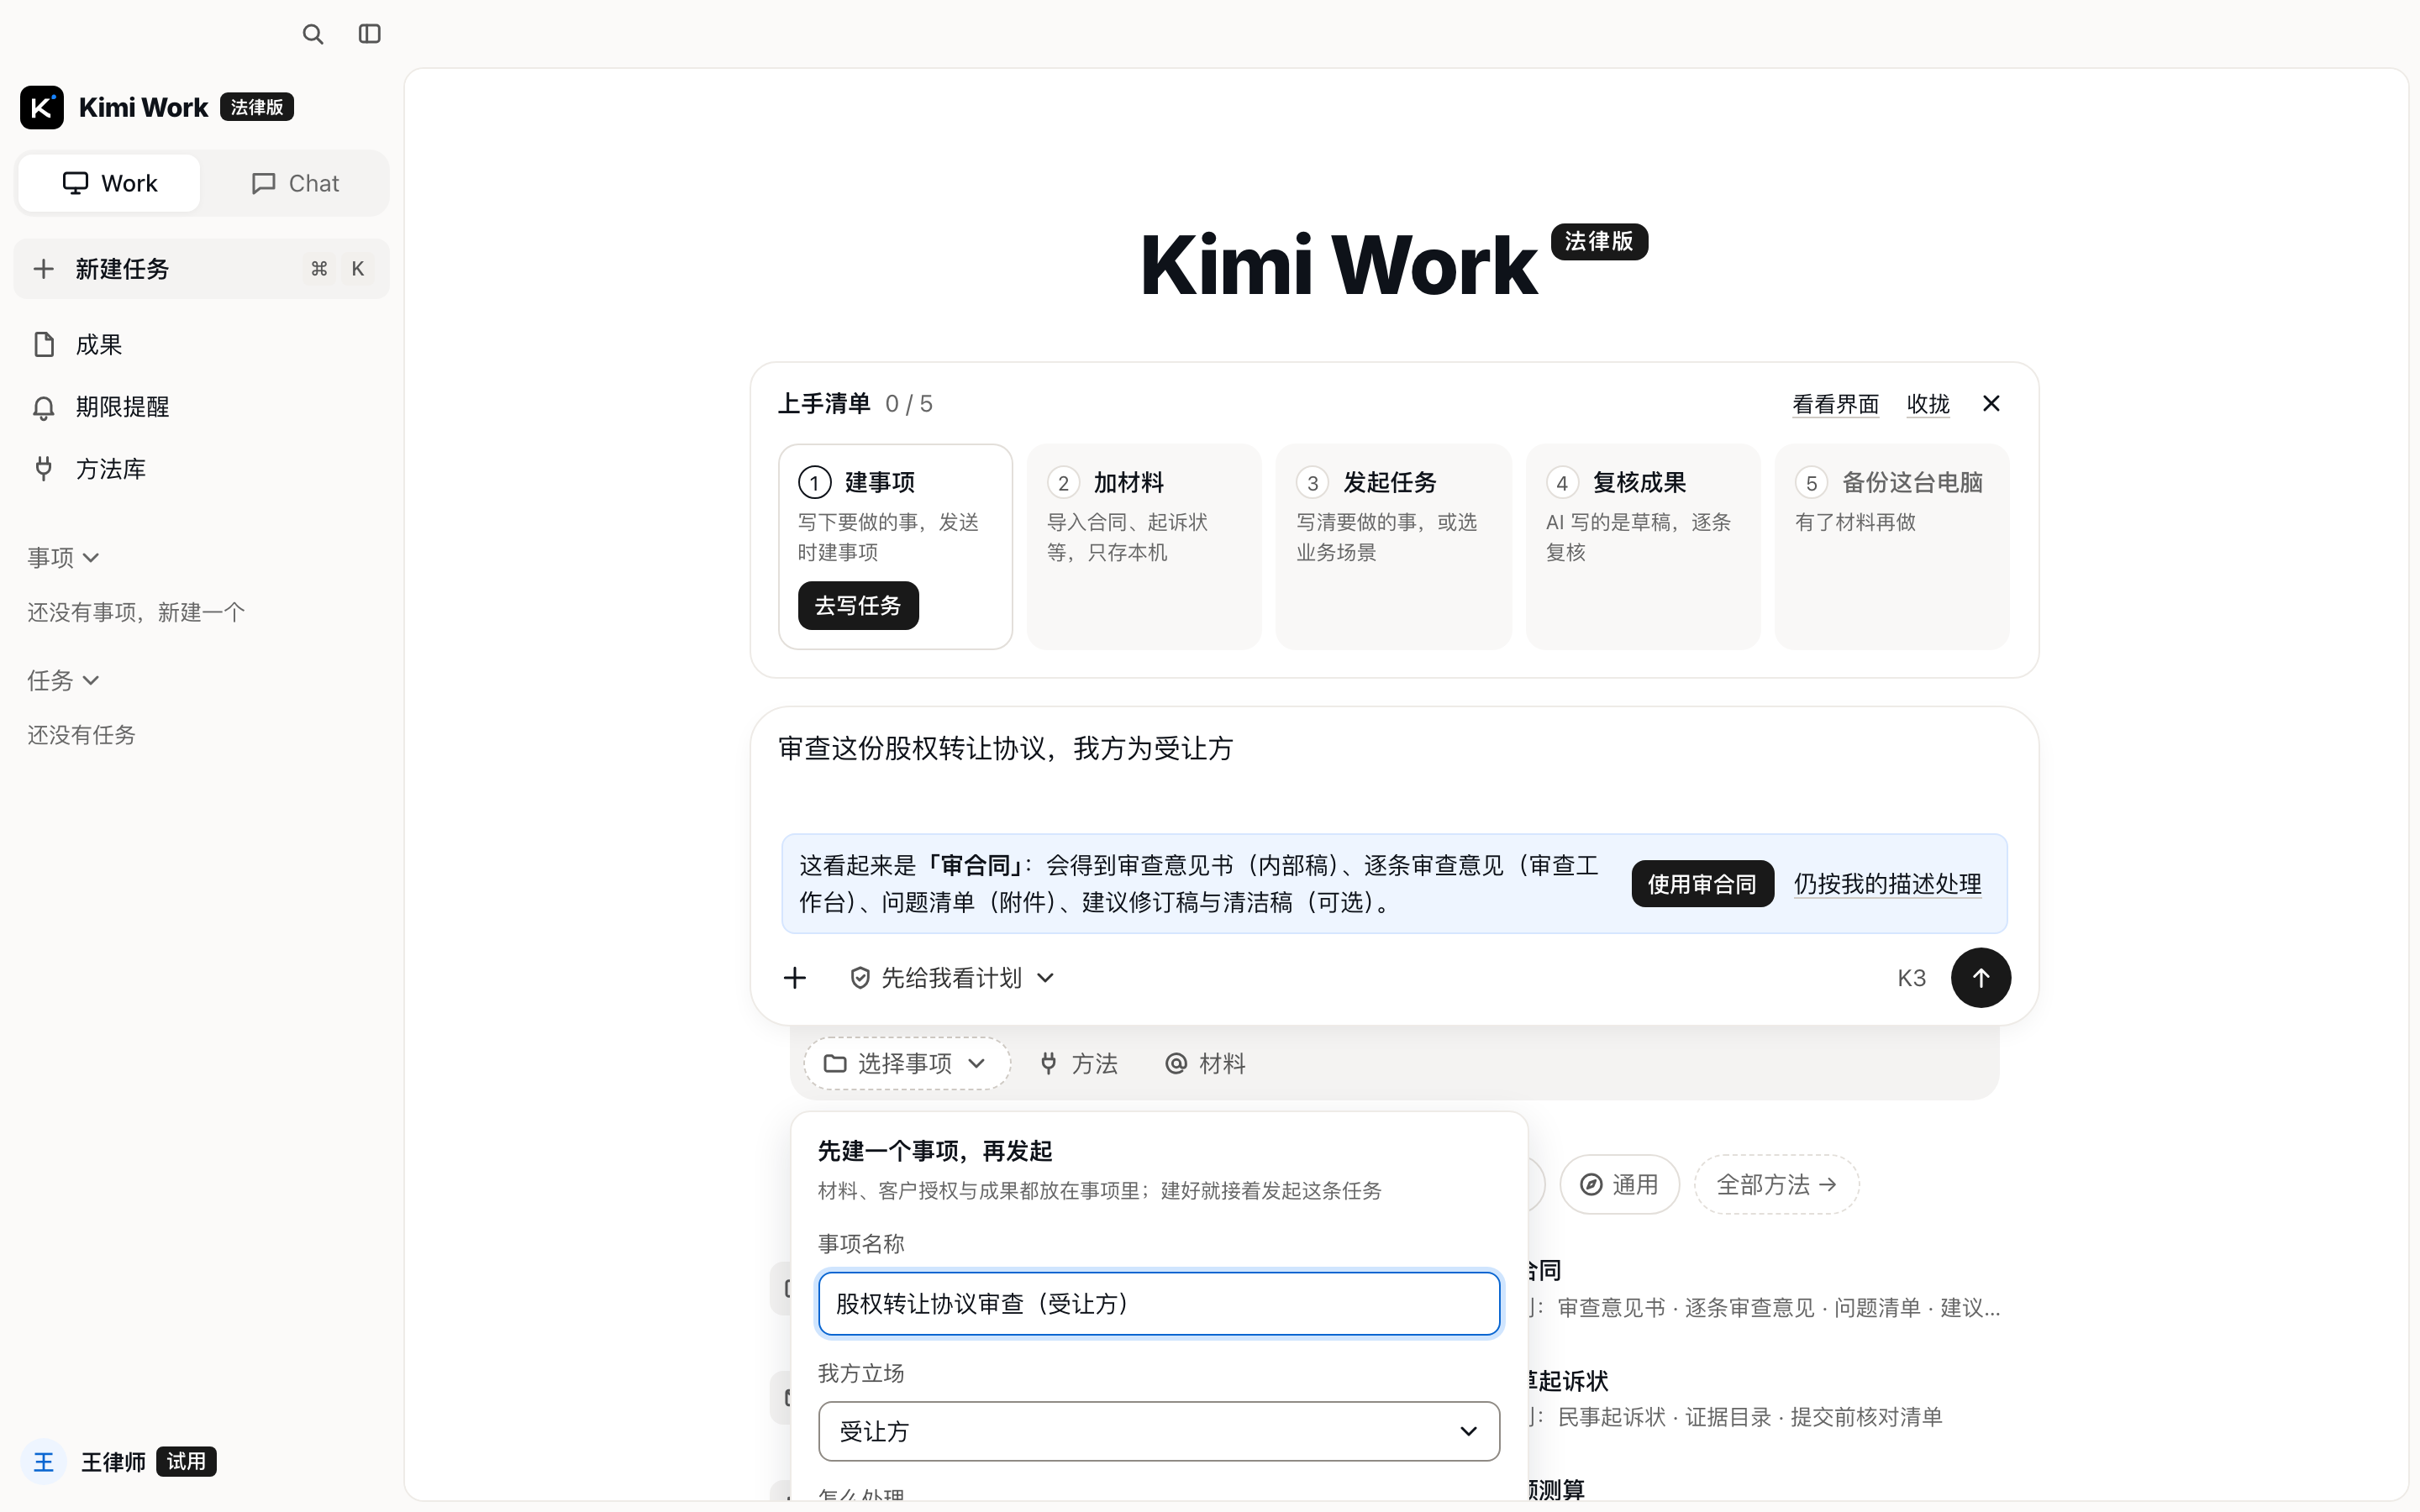 Kimi Work 法律版
Work
Chat
新建任务 ⌘ K
成果
期限提醒
方法库
事项
还没有事项，新建一个
任务
还没有任务
王 王律师 试用
Kimi Work 法律版
上手清单 0 / 5
看看界面 收拢
1 建事项
写下要做的事，发送
时建事项
去写任务
2 加材料
导入合同、起诉状
等，只存本机
3 发起任务
写清要做的事，或选
业务场景
4 复核成果
AI 写的是草稿，逐条
复核
5 备份这台电脑
有了材料再做
审查这份股权转让协议，我方为受让方
这看起来是「审合同」：会得到审查意见书（内部稿）、逐条审查意见（审查工
作台）、问题清单（附件）、建议修订稿与清洁稿（可选）。
使用审合同 仍按我的描述处理
先给我看计划
K3
选择事项 方法 材料
先建一个事项，再发起
材料、客户授权与成果都放在事项里；建好就接着发起这条任务
事项名称
股权转让协议审查（受让方）
我方立场
受让方
怎么处理
通用 全部方法 →
合同
：审查意见书 · 逐条审查意见 · 问题清单 · 建议...
起诉状
：民事起诉状 · 证据目录 · 提交前核对清单
测算